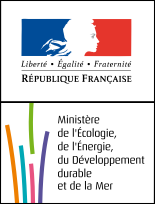 Liberté • Égalité • Fraternité
RÉPUBLIQUE FRANÇAISE
Ministère
de l'Écologie,
de l'Énergie,
du Développement
durable
et de la Mer